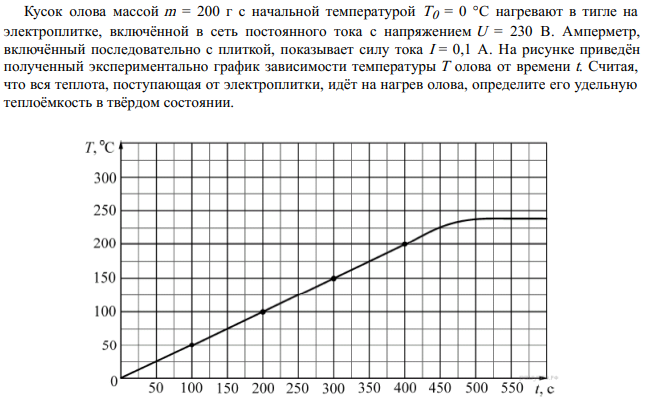 Кусок олова массой m = 200 г с начальной температурой T0 = 0 °С нагревают в тигле на
электроплитке, включённой в сеть постоянного тока с напряжением U = 230 В. Амперметр,
включённый последовательно с плиткой, показывает силу тока I = 0,1 А. На рисунке приведён
полученный экспериментально график зависимости температуры T олова от времени t. Считая,
что вся теплота, поступающая от электроплитки, идёт на нагрев олова, определите его удельную
теплоёмкость в твёрдом состоянии.
T, °C
300
250
200
150
100
50
0
50 100 150 200 250 300 350 400 450 500 550 t, c